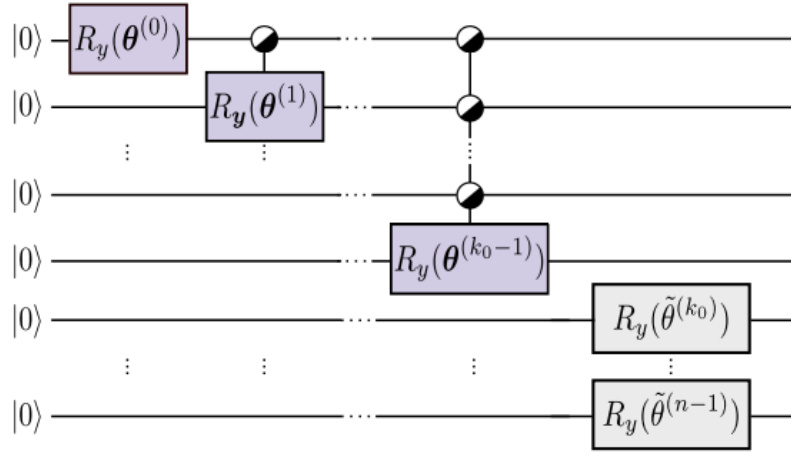 |0⟩ R_y(𝜽^{(0)}) ···
|0⟩ R_𝒚(𝜽^{(1)}) ···
⋮ ⋮ ⋮
|0⟩ ···
|0⟩ ··· R_y(𝜽^{(k_0−1)})
|0⟩ ··· R_y(θ̃^{(k_0)})
⋮ ⋮ ⋮ ⋮
|0⟩ ··· R_y(θ̃^{(n−1)})